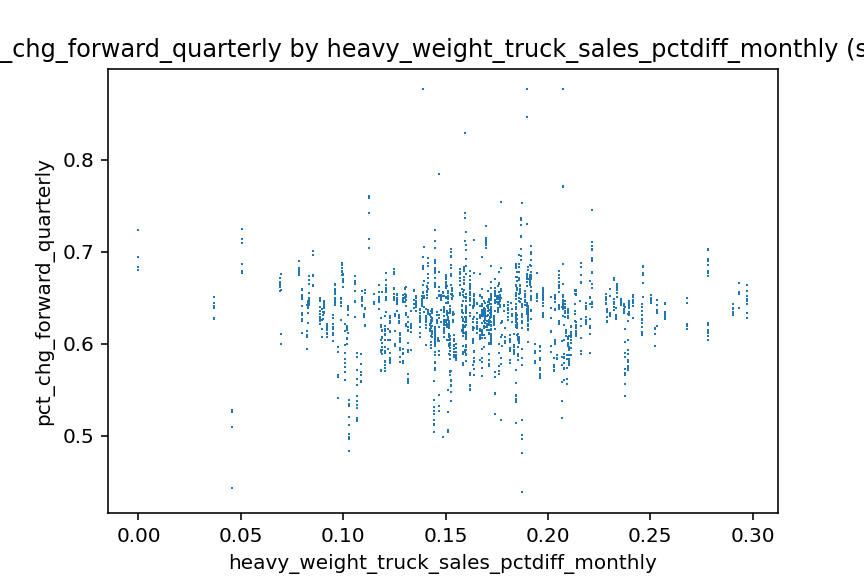 _chg_forward_quarterly by heavy_weight_truck_sales_pctdiff_monthly (s
0.8
0.7
0.6
0.5
pct_chg_forward_quarterly
0.00 0.05 0.10 0.15 0.20 0.25 0.30
heavy_weight_truck_sales_pctdiff_monthly